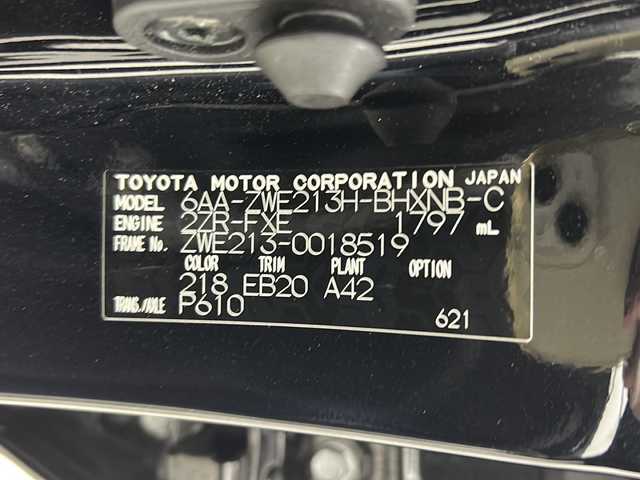 TOYOTA MOTOR CORPORATION JAPAN
MODEL 6AA-ZWE213H-BHXNB-C
ENGINE 2ZR-FXE 1797 mL
FRAME No. ZWE213-0018519
COLOR TRIM PLANT OPTION
218 EB20 A42
TRANS./AXLE P610
621